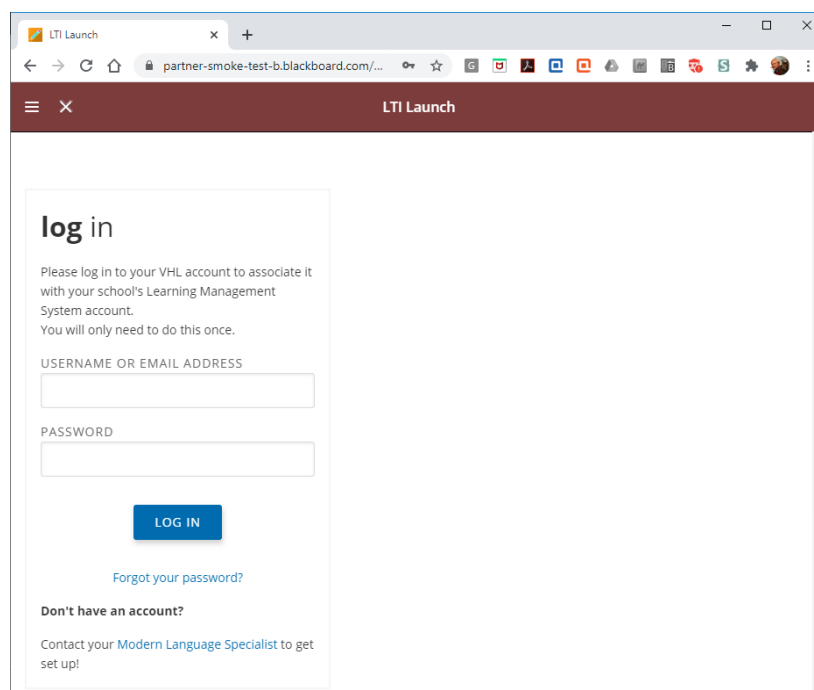 LTI Launch
partner-smoke-test-b.blackboard.com/...
LTI Launch
log in
Please log in to your VHL account to associate it
with your school's Learning Management
System account.
You will only need to do this once.
USERNAME OR EMAIL ADDRESS
PASSWORD
LOG IN
Forgot your password?
Don't have an account?
Contact your Modern Language Specialist to get
set up!